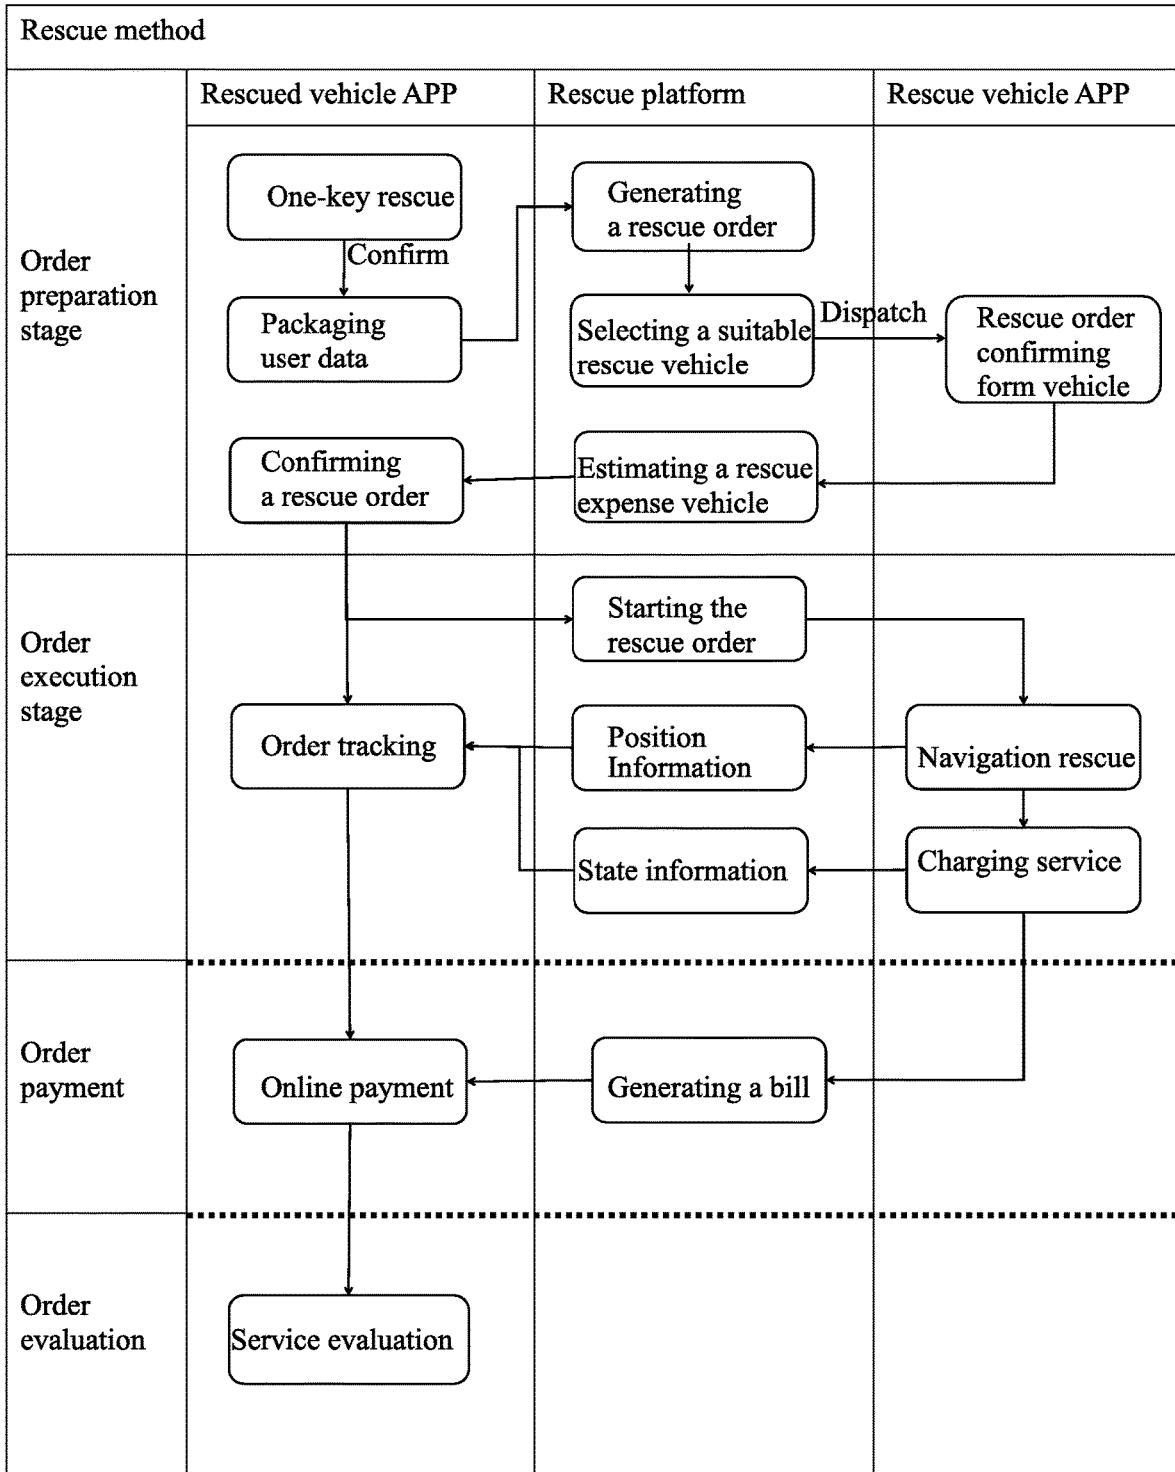 Rescue method
Rescued vehicle APP
Rescue platform
Rescue vehicle APP
Order
preparation
stage
One-key rescue
Confirm
Packaging
user data
Generating
a rescue order
Selecting a suitable
rescue vehicle
Dispatch
Rescue order
confirming
form vehicle
Estimating a rescue
expense vehicle
Confirming
a rescue order
Order
execution
stage
Starting the
rescue order
Order tracking
Position
Information
Navigation rescue
State information
Charging service
Order
payment
Online payment
Generating a bill
Order
evaluation
Service evaluation